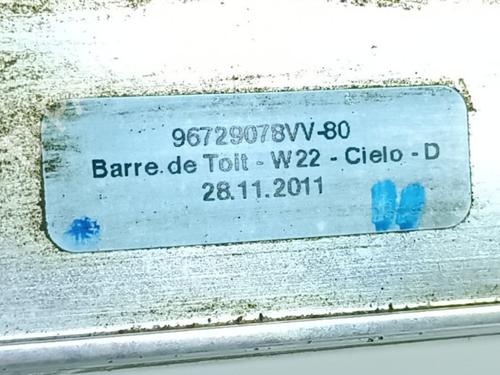 96729078VV-80
Barre de Toit - W22 - Cielo - D
28.11.2011